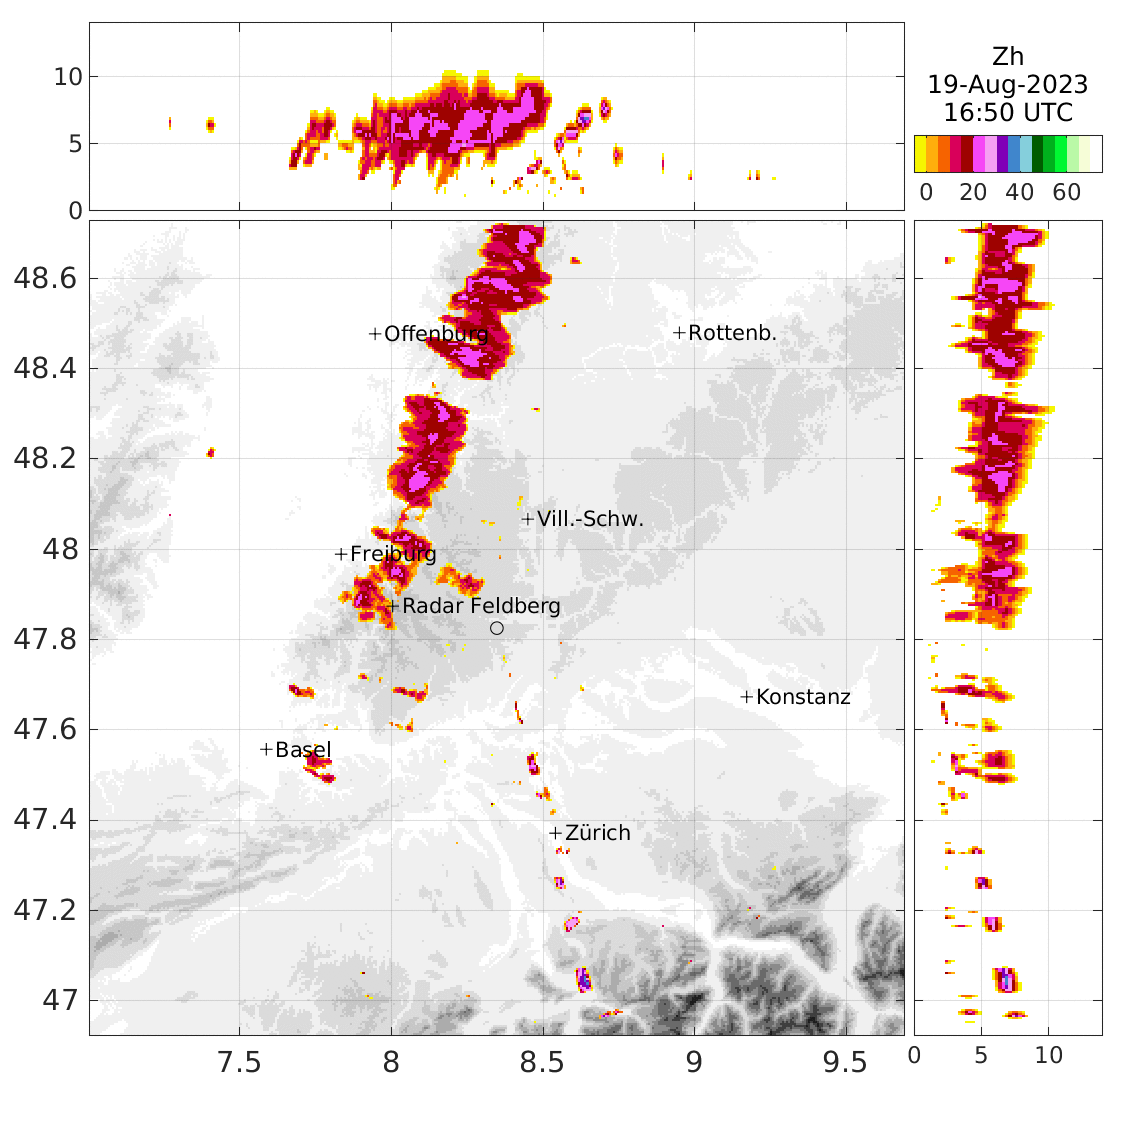 Zh
19-Aug-2023
16:50 UTC
0 20 40 60
10
5
0
48.6
48.4
48.2
48
47.8
47.6
47.4
47.2
47
+Offenburg
+Rottenb.
+Vill.-Schw.
+Freiburg
+Radar Feldberg
+Konstanz
+Basel
+Zürich
7.5 8 8.5 9 9.5
0 5 10